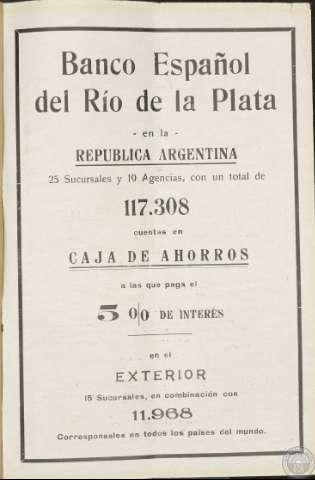 Banco Español
del Río de la Plata
- en la -
REPUBLICA ARGENTINA
25 Sucursales y 10 Agencias, con un total de
117.308
cuentas en
CAJA DE AHORROS
a las que paga el
5 o/o DE INTERÉS
en el
EXTERIOR
15 Sucursales, en combinación con
11.968
Corresponsales en todos los países del mundo.